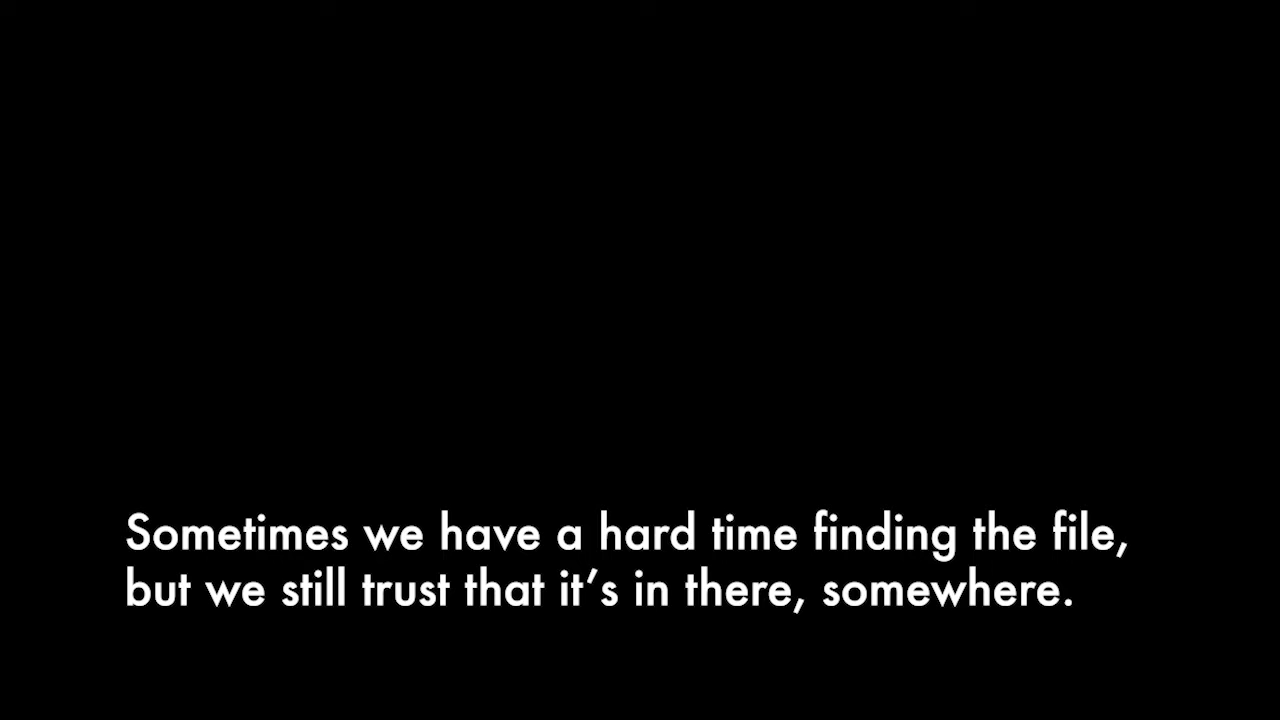 Sometimes we have a hard time finding the file,
but we still trust that it’s in there, somewhere.